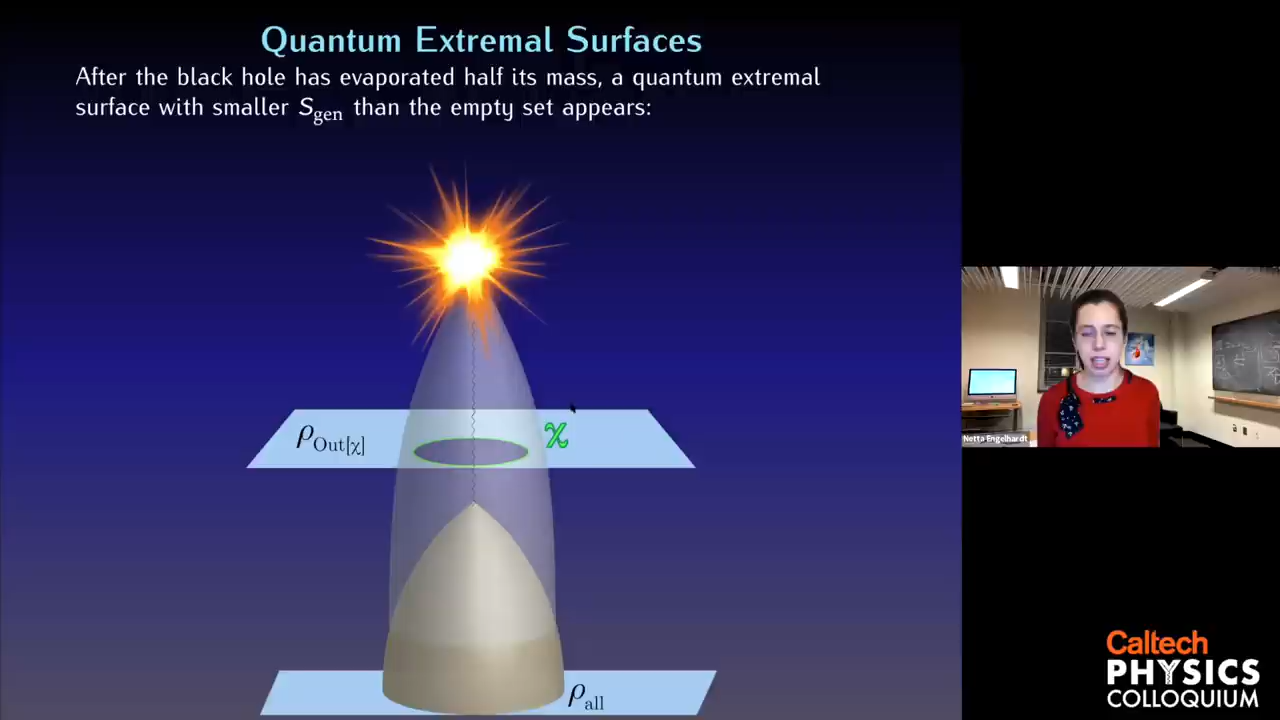 Quantum Extremal Surfaces
After the black hole has evaporated half its mass, a quantum extremal
surface with smaller Sgen than the empty set appears:
ρOut[χ]
χ
ρall
Netta Engelhardt
Caltech
PHYSICS
COLLOQUIUM